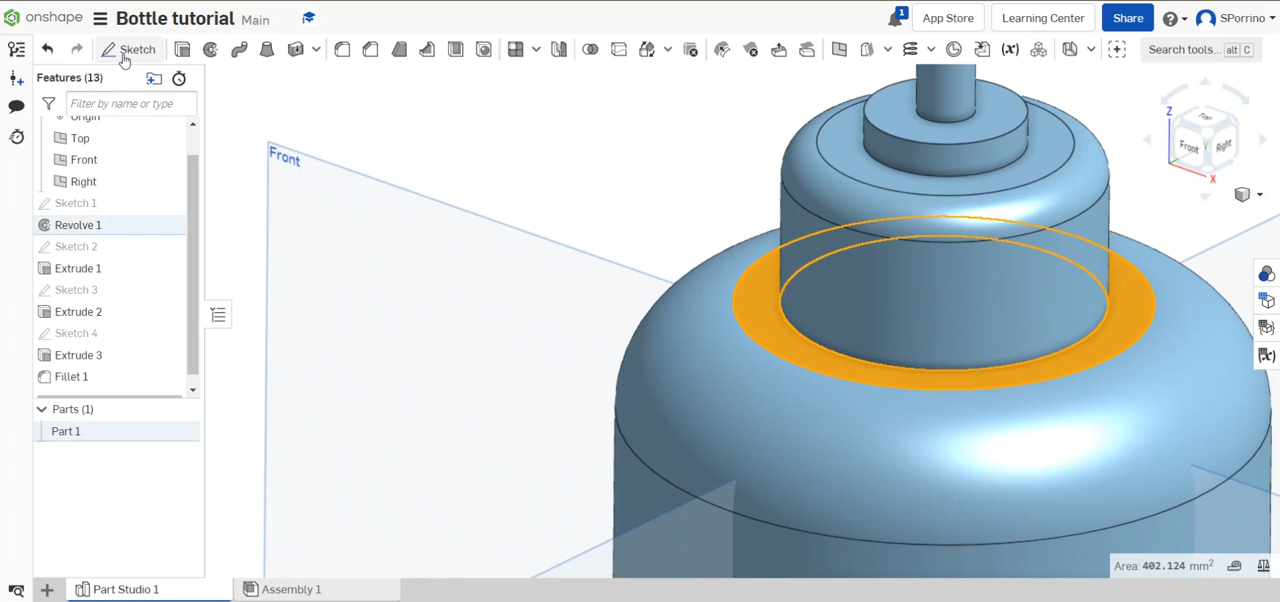 onshape Bottle tutorial Main
1 App Store Learning Center Share SPorrino
Sketch
Search tools... alt C
Features (13)
Filter by name or type
Origin
Top
Front
Right
Sketch 1
Revolve 1
Sketch 2
Extrude 1
Sketch 3
Extrude 2
Sketch 4
Extrude 3
Fillet 1
Parts (1)
Part 1
Front
Top
Z
Front
Right
X
Area: 402.124 mm²
Part Studio 1
Assembly 1